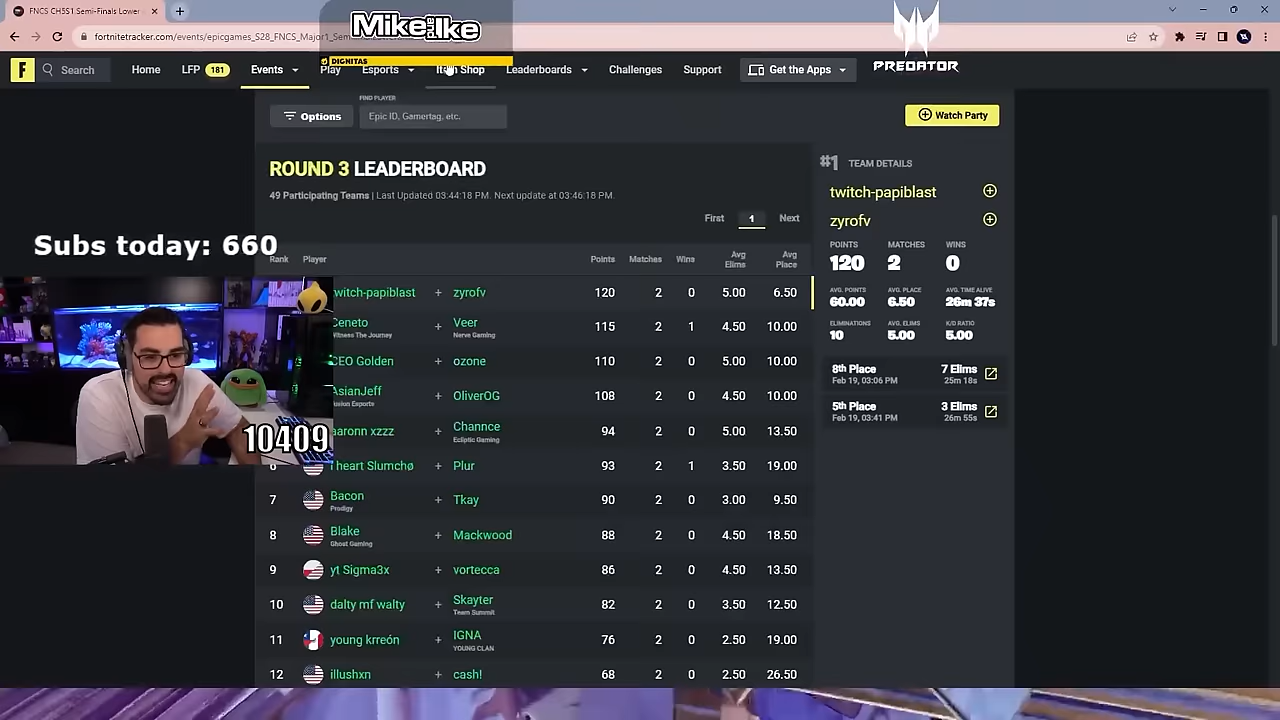 FNCS CH5S1: Semi-Finals Lower
fortnitetracker.com/events/epicgames_S28_FNCS_Major1_Sem
Mike and Ike
DIGNITAS
PREDATOR
F
Search
Home
LFP 181
Events
Play
Esports
Item Shop
Leaderboards
Challenges
Support
Get the Apps
Options
FIND PLAYER
Epic ID, Gamertag, etc.
Watch Party
ROUND 3 LEADERBOARD
49 Participating Teams | Last Updated 03:44:18 PM. Next update at 03:46:18 PM.
First 1 Next
Subs today: 660
Rank Player Points Matches Wins Avg Elims Avg Place
witch-papiblast + zyrofv 120 2 0 5.00 6.50
Ceneto + Veer 115 2 1 4.50 10.00
Witness The Journey Nerve Gaming
CEO Golden + ozone 110 2 0 5.00 10.00
AsianJeff + OliverOG 108 2 0 4.50 10.00
usion Esports
aaronn xzzz + Channce 94 2 0 5.00 13.50
Ecliptic Gaming
10409
6 I heart Slumchø + Plur 93 2 1 3.50 19.00
7 Bacon + Tkay 90 2 0 3.00 9.50
Prodigy
8 Blake + Mackwood 88 2 0 4.50 18.50
Ghost Gaming
9 yt Sigma3x + vortecca 86 2 0 4.50 13.50
10 dalty mf walty + Skayter 82 2 0 3.50 12.50
Team Summit
11 young krreón + IGNA 76 2 0 2.50 19.00
YOUNG CLAN
12 illushxn + cash! 68 2 0 2.50 26.50
#1 TEAM DETAILS
twitch-papiblast
zyrofv
POINTS MATCHES WINS
120 2 0
AVG. POINTS AVG. PLACE AVG. TIME ALIVE
60.00 6.50 26m 37s
ELIMINATIONS AVG. ELIMS K/D RATIO
10 5.00 5.00
8th Place 7 Elims
Feb 19, 03:06 PM 25m 18s
5th Place 3 Elims
Feb 19, 03:41 PM 26m 55s